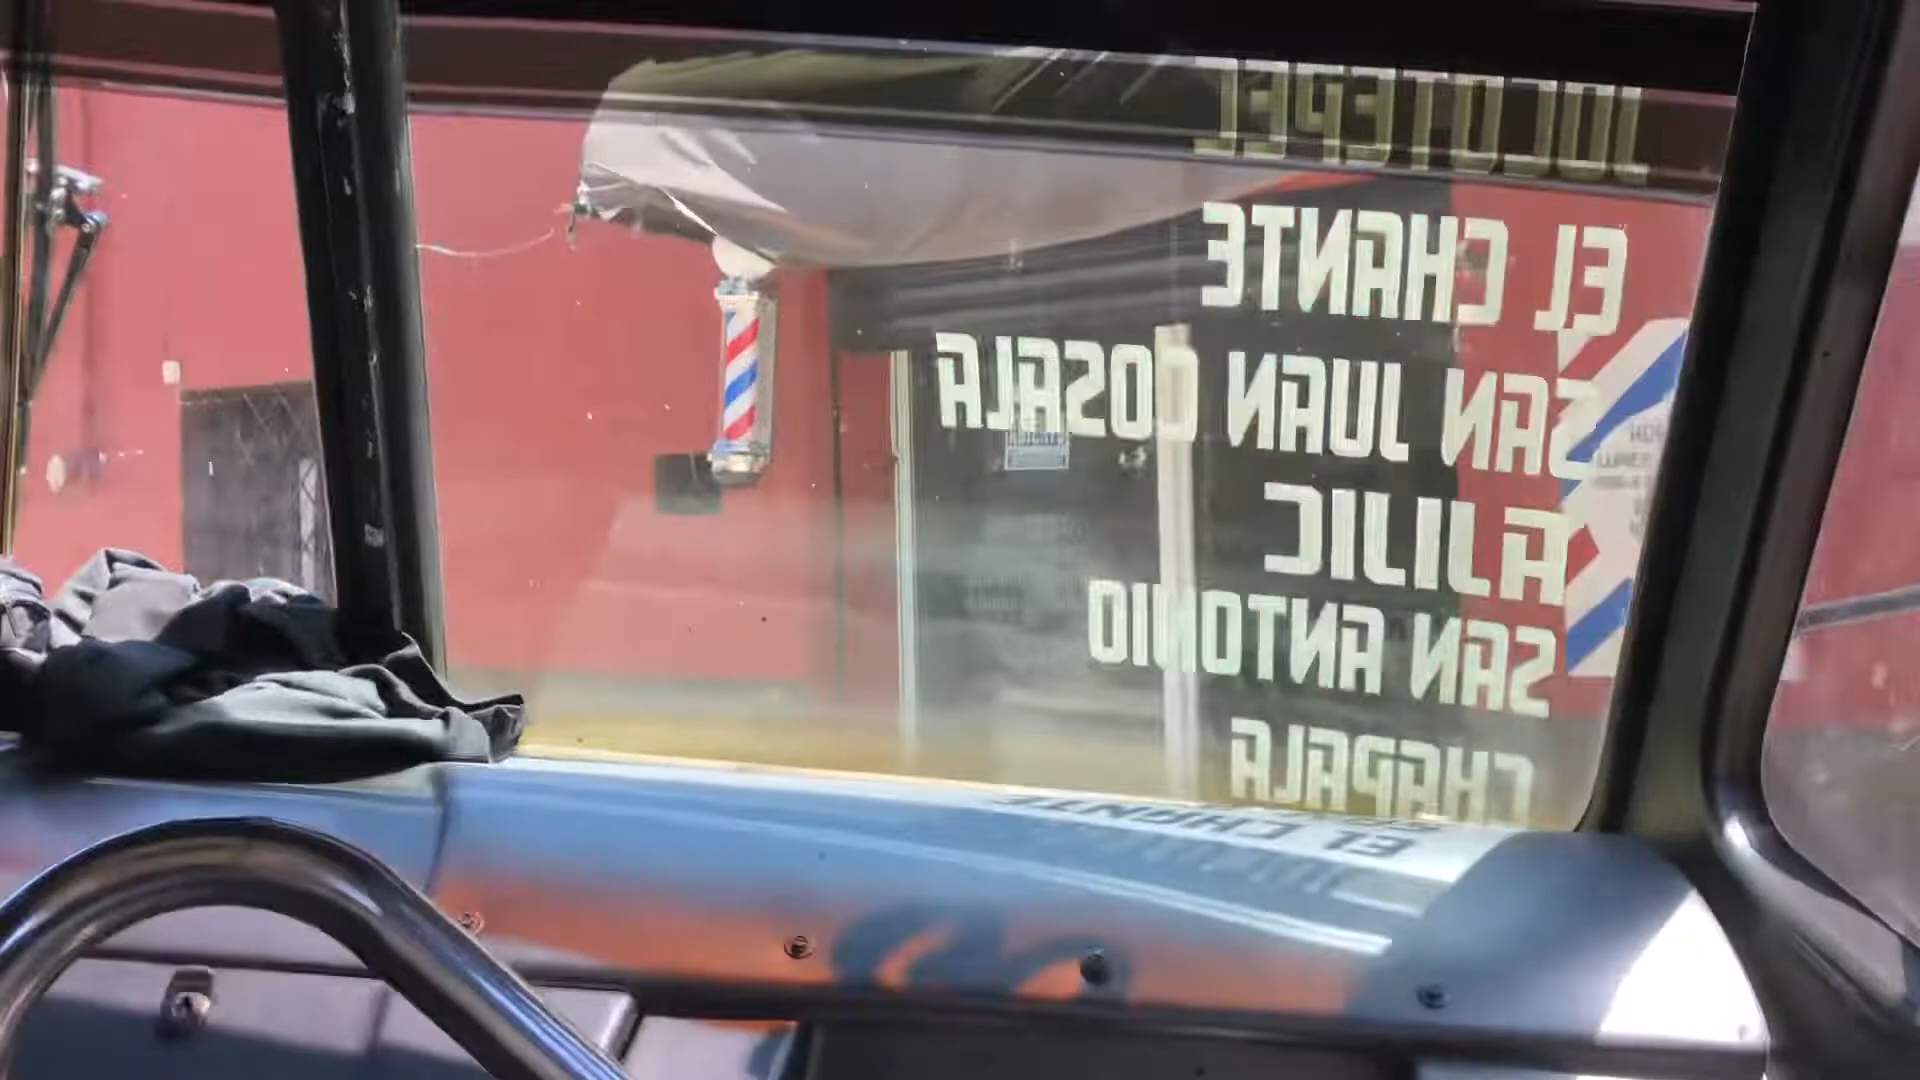 JOCOTEPEC
EL CHANTE
SAN JUAN COSALA
AJIJIC
SAN ANTONIO
CHAPALA
EL CHANTE